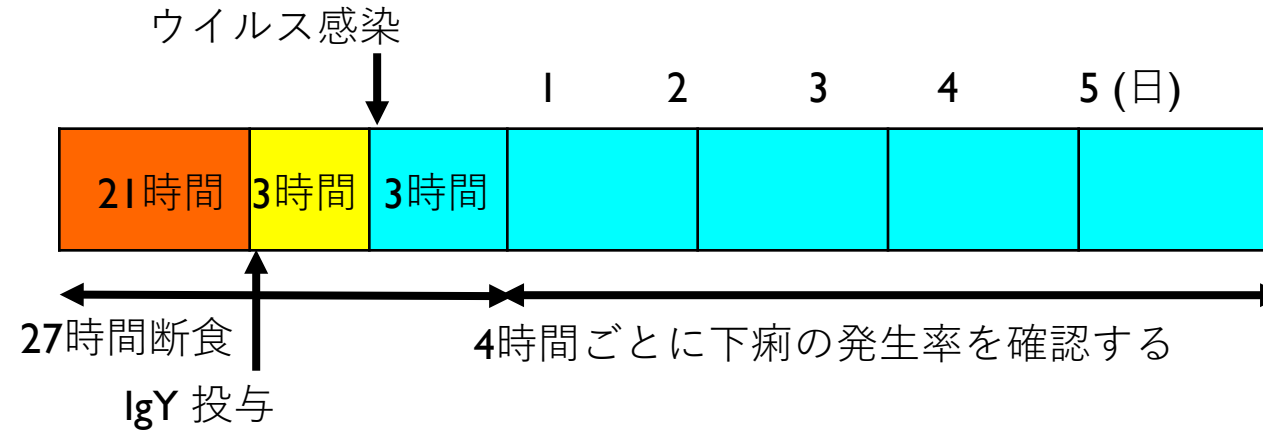 ウイルス感染
1 2 3 4 5 (日)
21時間 3時間 3時間
27時間断食
4時間ごとに下痢の発生率を確認する
IgY 投与